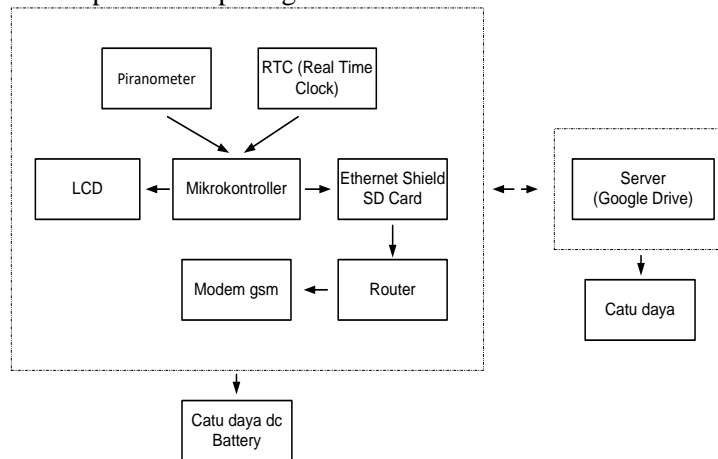 Piranometer
RTC (Real Time
Clock)
LCD
Mikrokontroller
Ethernet Shield
SD Card
Server
(Google Drive)
Modem gsm
Router
Catu daya
Catu daya dc
Battery